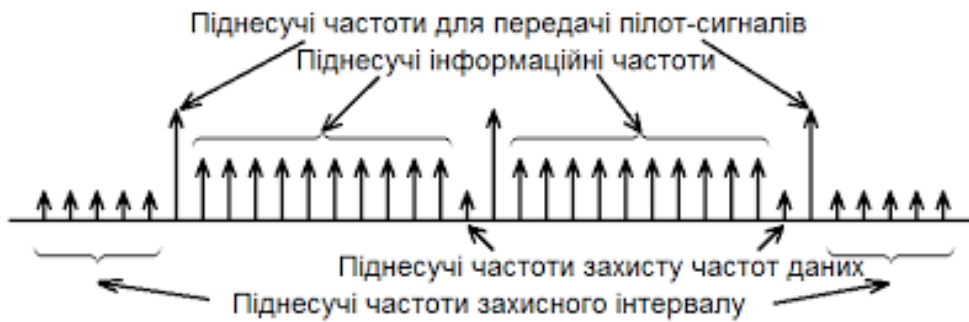 Піднесучі частоти для передачі пілот-сигналів
Піднесучі інформаційні частоти
Піднесучі частоти захисту частот даних
Піднесучі частоти захисного інтервалу